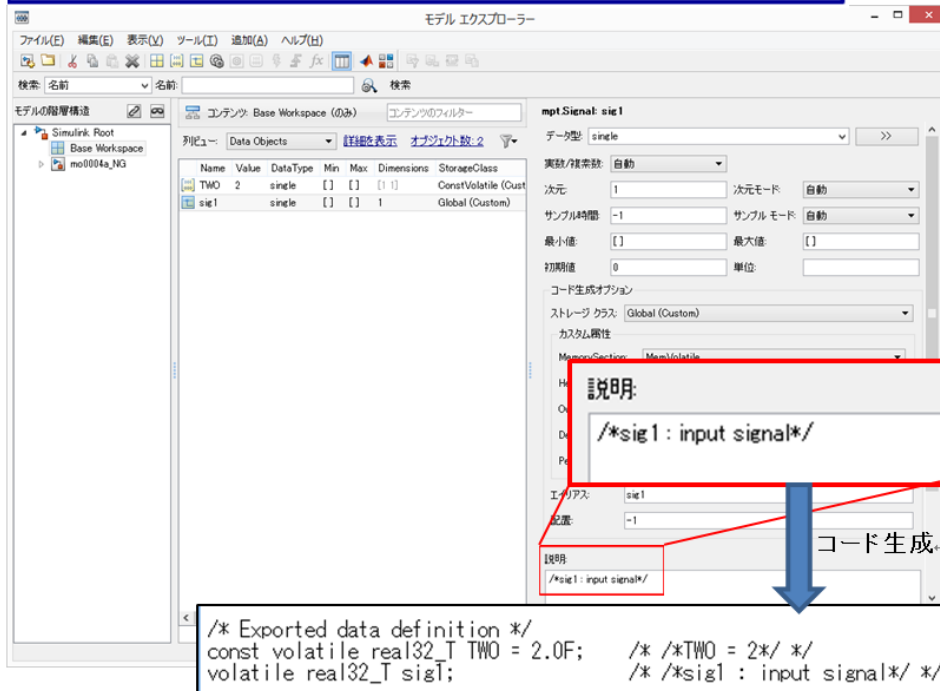 モデル エクスプローラー
ファイル(F) 編集(E) 表示(V) ツール(T) 追加(A) ヘルプ(H)
検索: 名前 名前: 検索
モデルの階層構造
Simulink Root
Base Workspace
mo0004a_NG
コンテンツ: Base Workspace (のみ) コンテンツのフィルター
列ビュー: Data Objects 詳細を表示 オブジェクト数: 2
Name Value DataType Min Max Dimensions StorageClass
TWO 2 single [ ] [ ] [1 1] ConstVolatile (Cust
sig1 single [ ] [ ] 1 Global (Custom)
mpt.Signal: sig1
データ型: single >>
実数/複素数: 自動
次元: 1 次元モード: 自動
サンプル時間: -1 サンプル モード: 自動
最小値: [ ] 最大値: [ ]
初期値: 0 単位:
コード生成オプション
ストレージ クラス: Global (Custom)
カスタム属性
MemorySection: MemVolatile
説明:
/*sig1 : input signal*/
エイリアス: sig1
配置: -1
コード生成
説明:
/*sig1 : input signal*/
/* Exported data definition */
const volatile real32_T TWO = 2.0F; /* /*TWO = 2*/ */
volatile real32_T sig1; /* /*sig1 : input signal*/ */